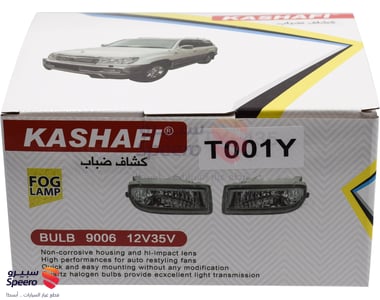 KASHAFI®
كشاف ضباب
T001Y
FOG
LAMP
BULB 9006 12V35V
Non-corrosive housing and hi-impact lens
High performances for auto restyling fans
Quick and easy mounting without any modification
Quartz halogen bulbs provide excellent light transmission
سبيرو
Speero